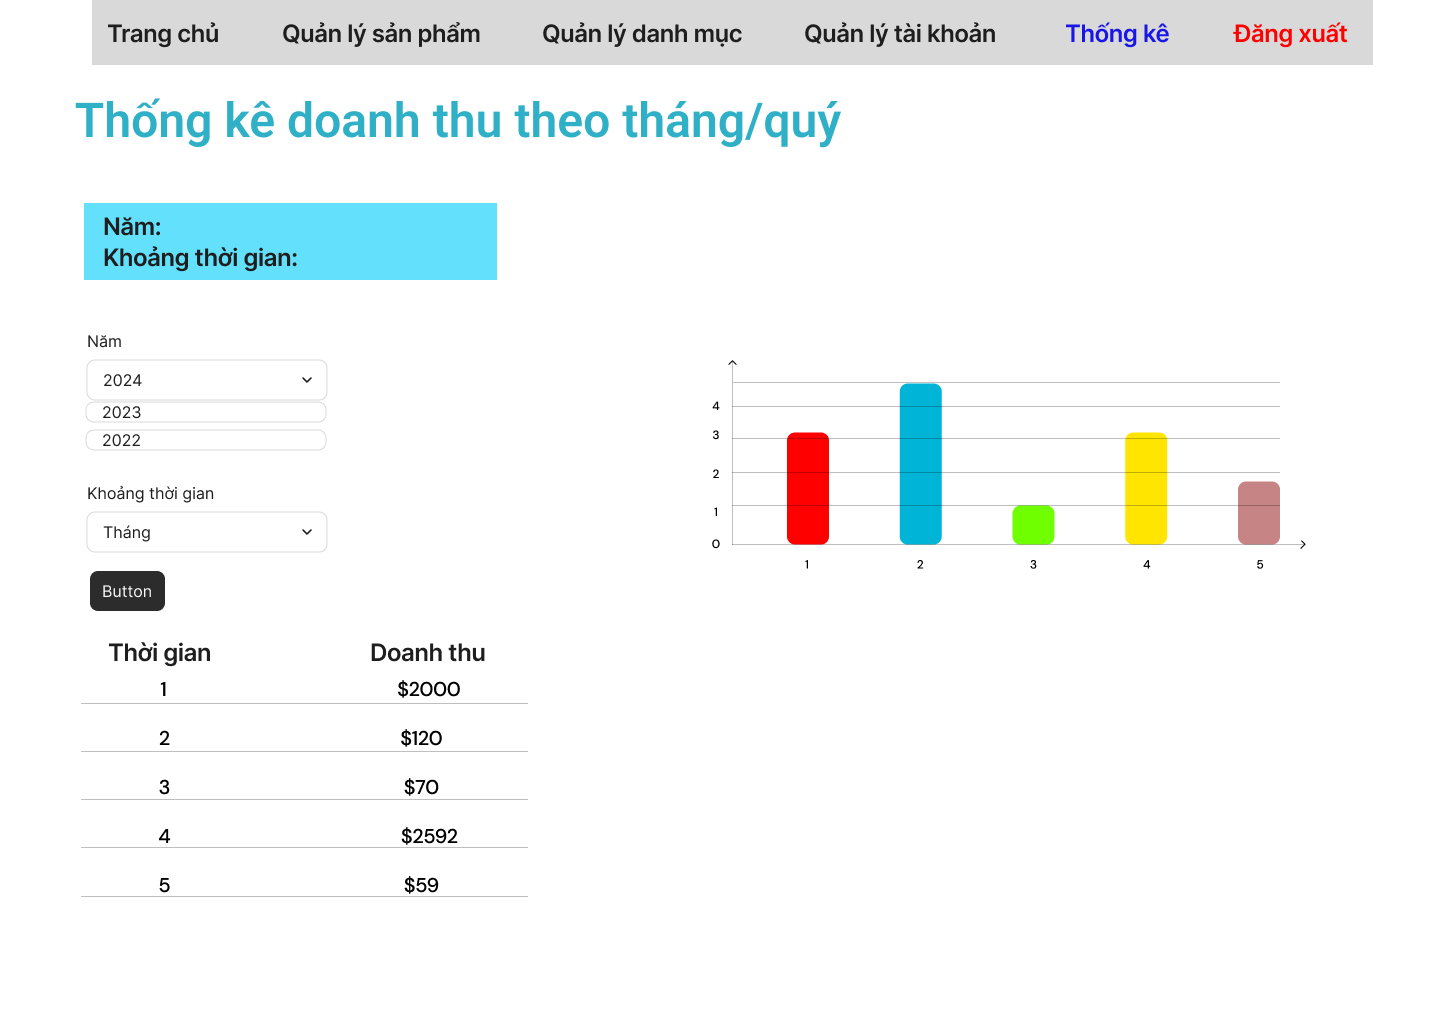 Trang chủ Quản lý sản phẩm Quản lý danh mục Quản lý tài khoản Thống kê Đăng xuất
Thống kê doanh thu theo tháng/quý
Năm:
Khoảng thời gian:
Năm
2024
2023
2022
Khoảng thời gian
Tháng
Button
4
3
2
1
0
1 2 3 4 5
Thời gian Doanh thu
1 $2000
2 $120
3 $70
4 $2592
5 $59